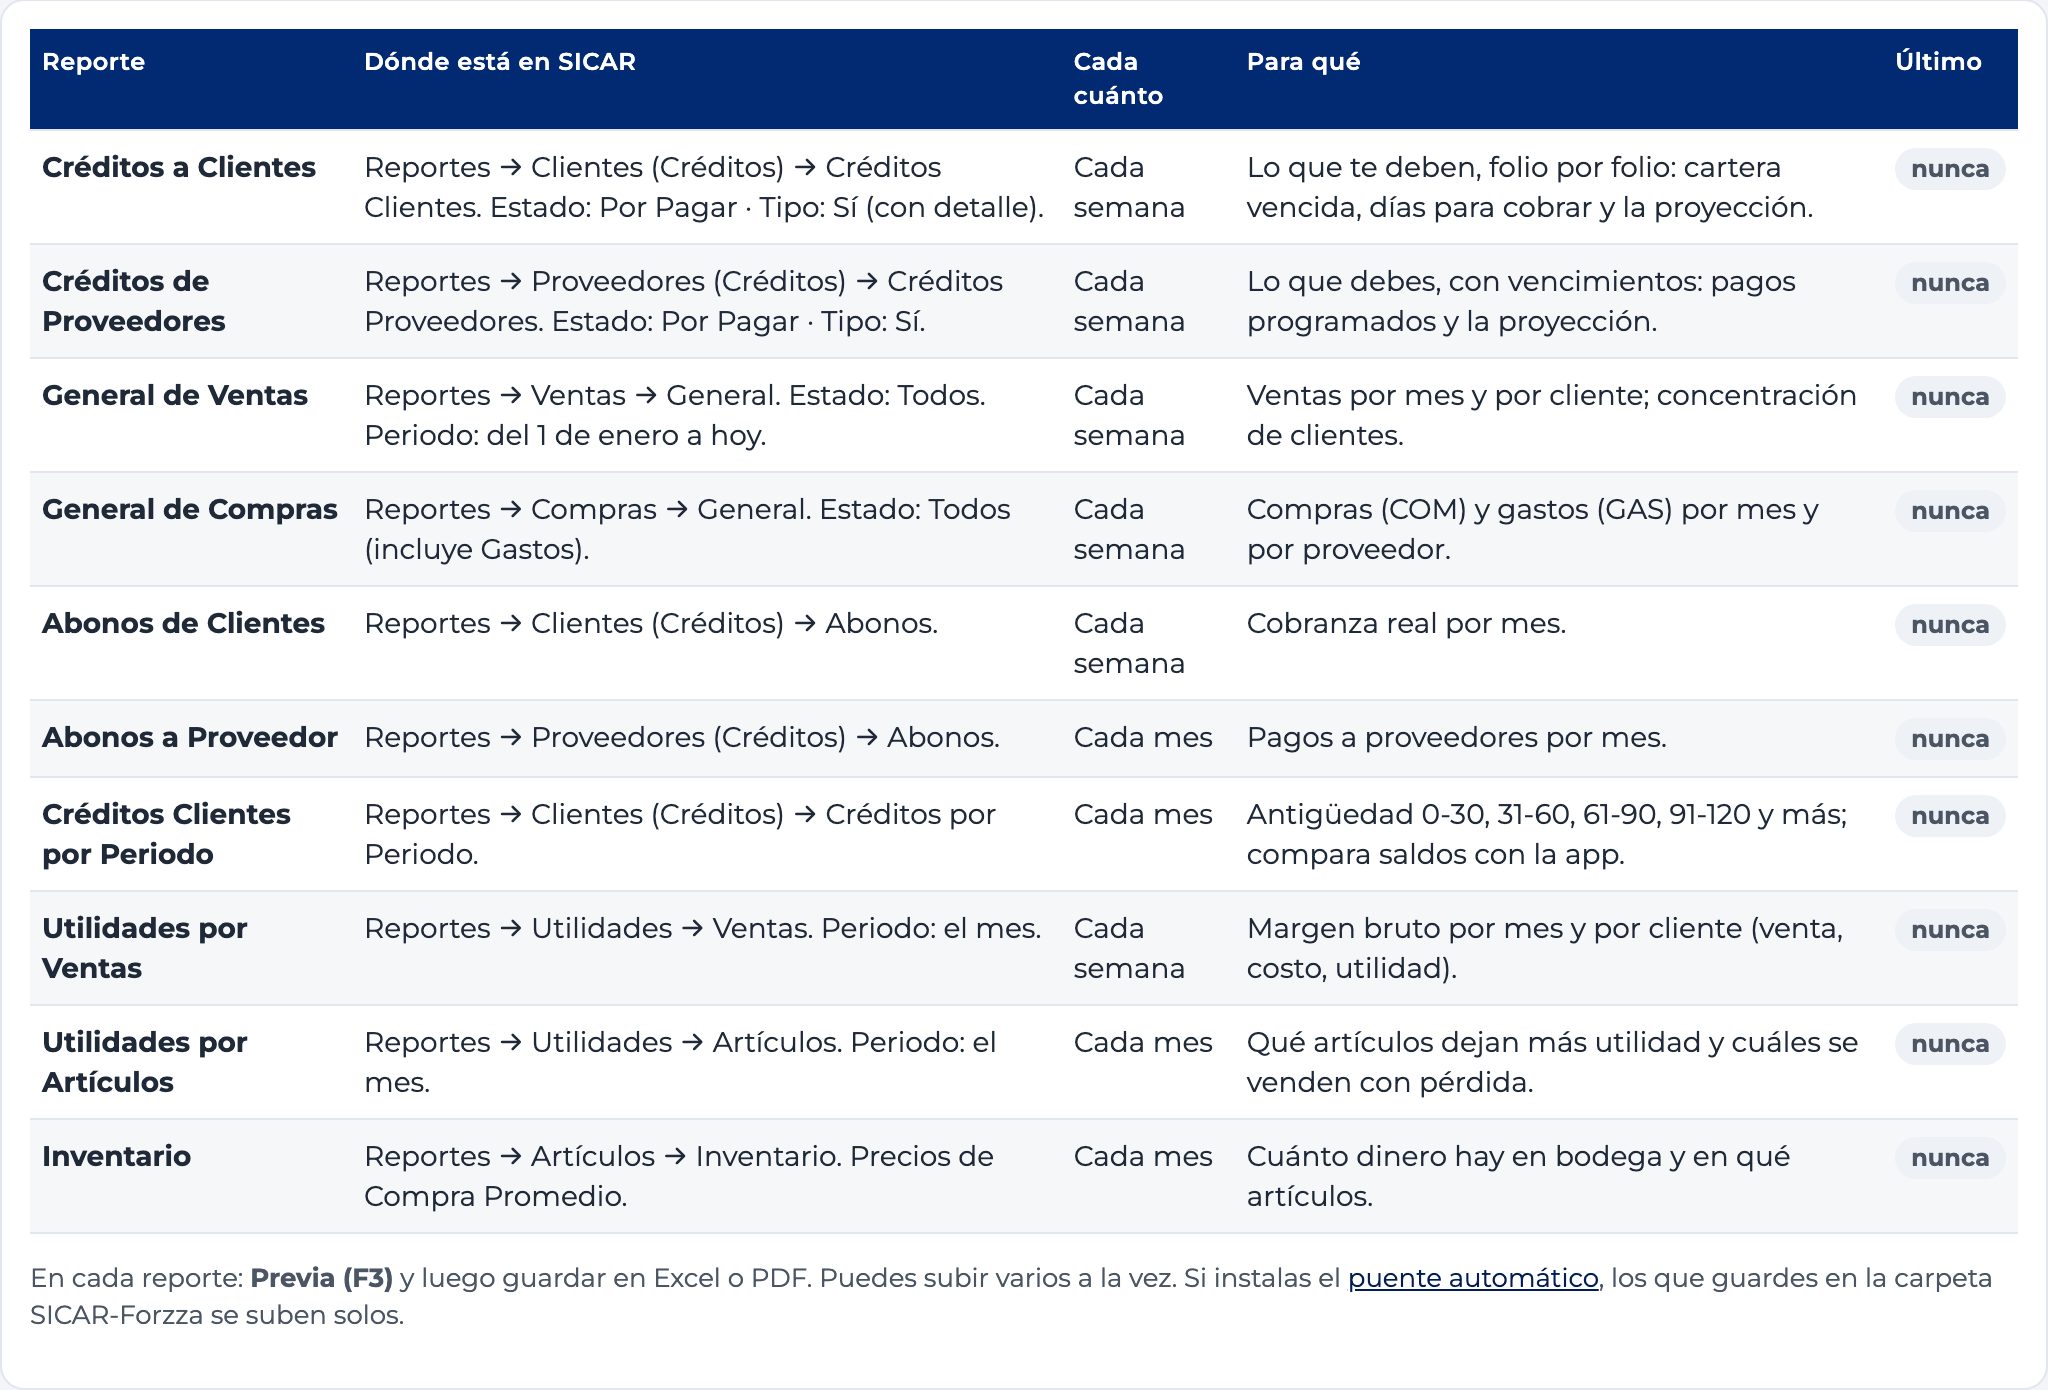 Reporte Dónde está en SICAR Cada cuánto Para qué Último
Créditos a Clientes Reportes → Clientes (Créditos) → Créditos Clientes. Estado: Por Pagar · Tipo: Sí (con detalle). Cada semana Lo que te deben, folio por folio: cartera vencida, días para cobrar y la proyección. nunca
Créditos de Proveedores Reportes → Proveedores (Créditos) → Créditos Proveedores. Estado: Por Pagar · Tipo: Sí. Cada semana Lo que debes, con vencimientos: pagos programados y la proyección. nunca
General de Ventas Reportes → Ventas → General. Estado: Todos. Periodo: del 1 de enero a hoy. Cada semana Ventas por mes y por cliente; concentración de clientes. nunca
General de Compras Reportes → Compras → General. Estado: Todos (incluye Gastos). Cada semana Compras (COM) y gastos (GAS) por mes y por proveedor. nunca
Abonos de Clientes Reportes → Clientes (Créditos) → Abonos. Cada semana Cobranza real por mes. nunca
Abonos a Proveedor Reportes → Proveedores (Créditos) → Abonos. Cada mes Pagos a proveedores por mes. nunca
Créditos Clientes por Periodo Reportes → Clientes (Créditos) → Créditos por Periodo. Cada mes Antigüedad 0-30, 31-60, 61-90, 91-120 y más; compara saldos con la app. nunca
Utilidades por Ventas Reportes → Utilidades → Ventas. Periodo: el mes. Cada semana Margen bruto por mes y por cliente (venta, costo, utilidad). nunca
Utilidades por Artículos Reportes → Utilidades → Artículos. Periodo: el mes. Cada mes Qué artículos dejan más utilidad y cuáles se venden con pérdida. nunca
Inventario Reportes → Artículos → Inventario. Precios de Compra Promedio. Cada mes Cuánto dinero hay en bodega y en qué artículos. nunca
En cada reporte: Previa (F3) y luego guardar en Excel o PDF. Puedes subir varios a la vez. Si instalas el puente automático, los que guardes en la carpeta
SICAR-Forzza se suben solos.